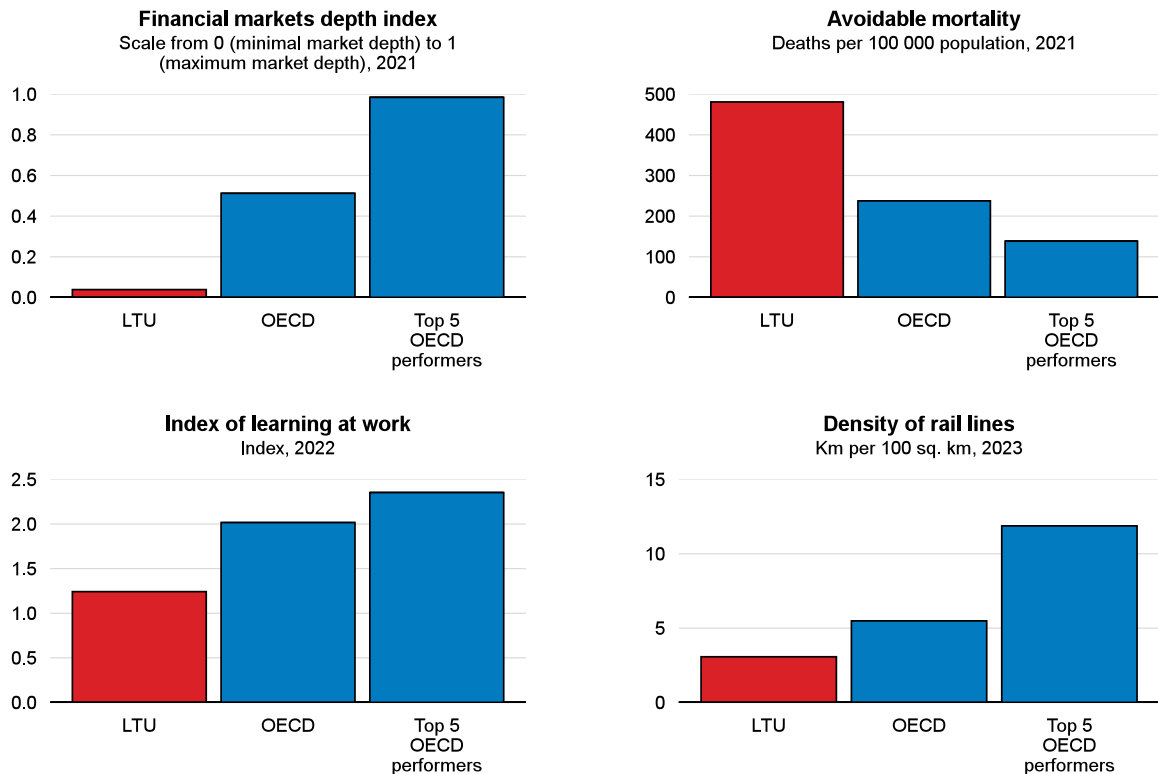 Financial markets depth index
Scale from 0 (minimal market depth) to 1
(maximum market depth), 2021
1.0
0.8
0.6
0.4
0.2
0.0
LTU
OECD
Top 5
OECD
performers
Avoidable mortality
Deaths per 100 000 population, 2021
500
400
300
200
100
0
LTU
OECD
Top 5
OECD
performers
Index of learning at work
Index, 2022
2.5
2.0
1.5
1.0
0.5
0.0
LTU
OECD
Top 5
OECD
performers
Density of rail lines
Km per 100 sq. km, 2023
15
10
5
0
LTU
OECD
Top 5
OECD
performers